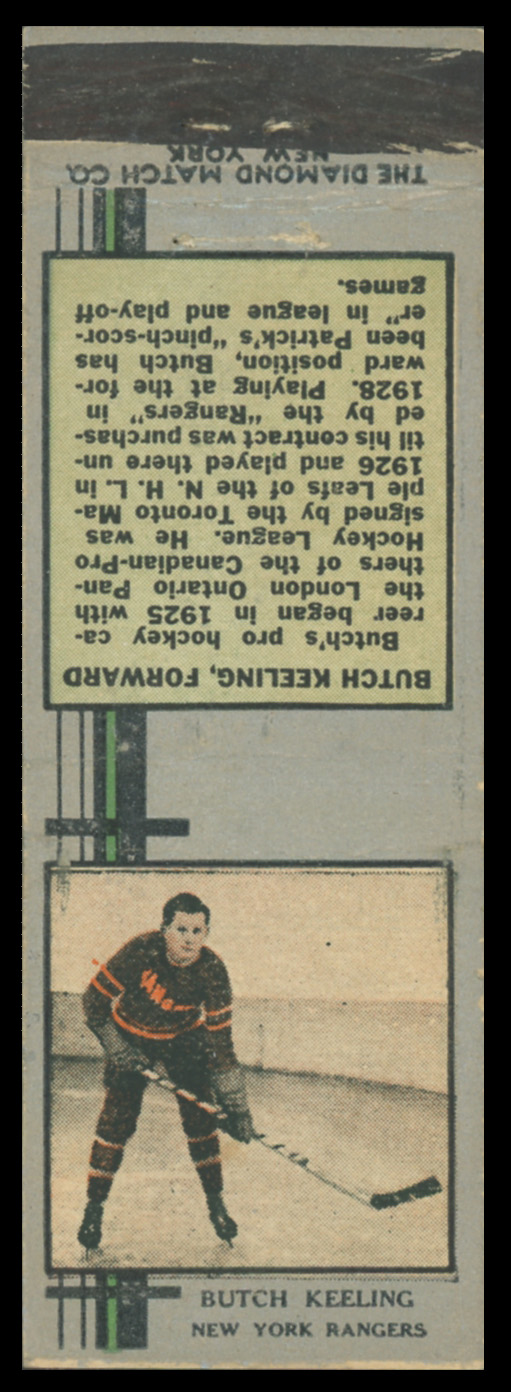 THE DIAMOND MATCH CO.
NEW YORK
BUTCH KEELING, FORWARD
Butch's pro hockey ca-
reer began in 1925 with
the London Ontario Pan-
thers of the Canadian-Pro
Hockey League. He was
signed by the Toronto Ma-
ple Leafs of the N. H. L. in
1926 and played there un-
til his contract was purchas-
ed by the "Rangers" in
1928. Playing at the for-
ward position, Butch has
been Patrick's "pinch-scor-
er" in league and play-off
games.
BUTCH KEELING
NEW YORK RANGERS